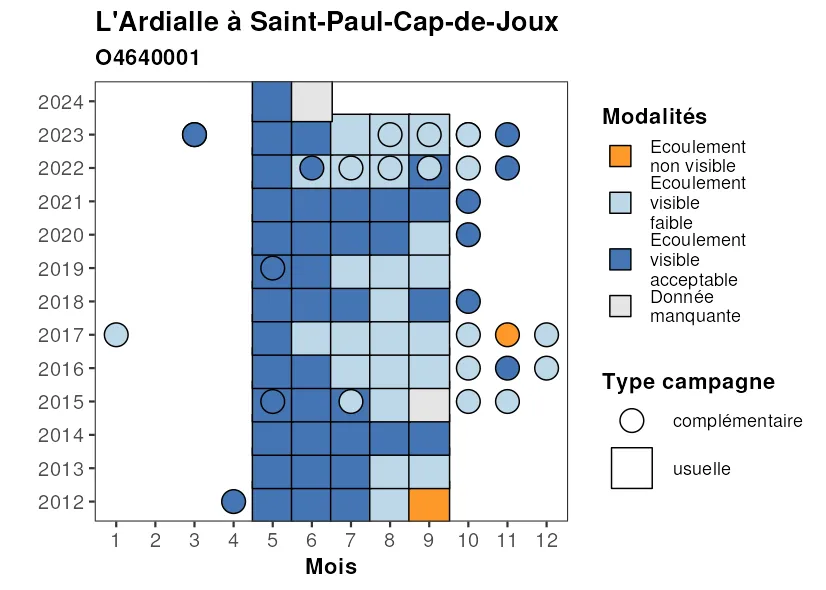 L'Ardialle à Saint-Paul-Cap-de-Joux
O4640001
2024
2023
2022
2021
2020
2019
2018
2017
2016
2015
2014
2013
2012
1 2 3 4 5 6 7 8 9 10 11 12
Mois
Modalités
Ecoulement
non visible
Ecoulement
visible
faible
Ecoulement
visible
acceptable
Donnée
manquante
Type campagne
complémentaire
usuelle